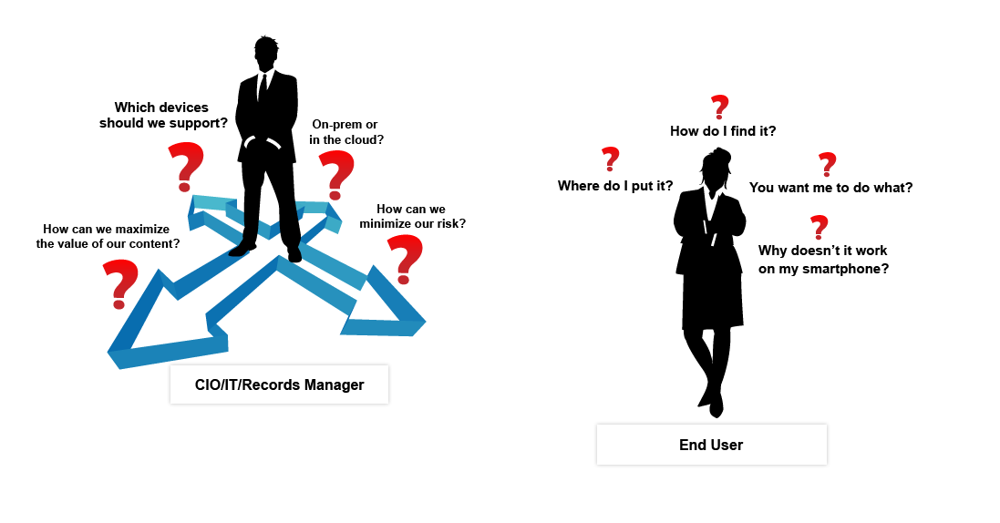 Which devices
should we support?
?
On-prem or
in the cloud?
?
How can we maximize
the value of our content?
?
How can we
minimize our risk?
?
CIO/IT/Records Manager
?
How do I find it?
?
Where do I put it?
?
You want me to do what?
?
Why doesn't it work
on my smartphone?
End User